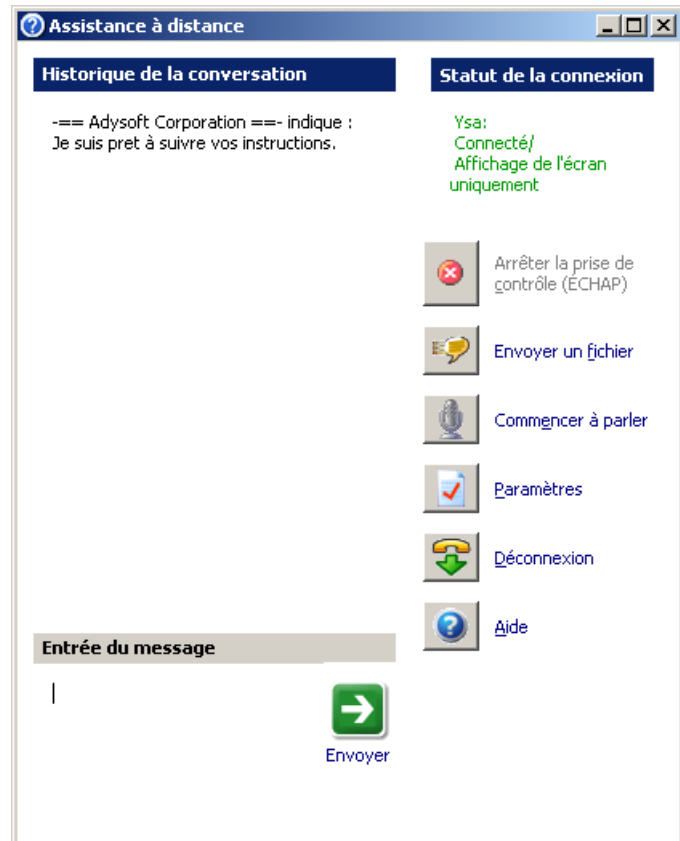 Assistance à distance
Historique de la conversation
-== Adysoft Corporation ==- indique :
Je suis pret à suivre vos instructions.
Statut de la connexion
Ysa:
Connecté/
Affichage de l'écran
uniquement
Arrêter la prise de
contrôle (ÉCHAP)
Envoyer un fichier
Commencer à parler
Paramètres
Déconnexion
Aide
Entrée du message
Envoyer